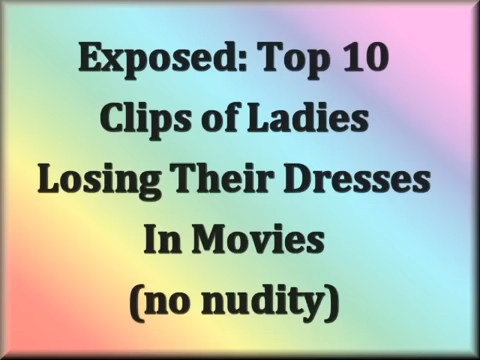 Exposed: Top 10
Clips of Ladies
Losing Their Dresses
In Movies
(no nudity)